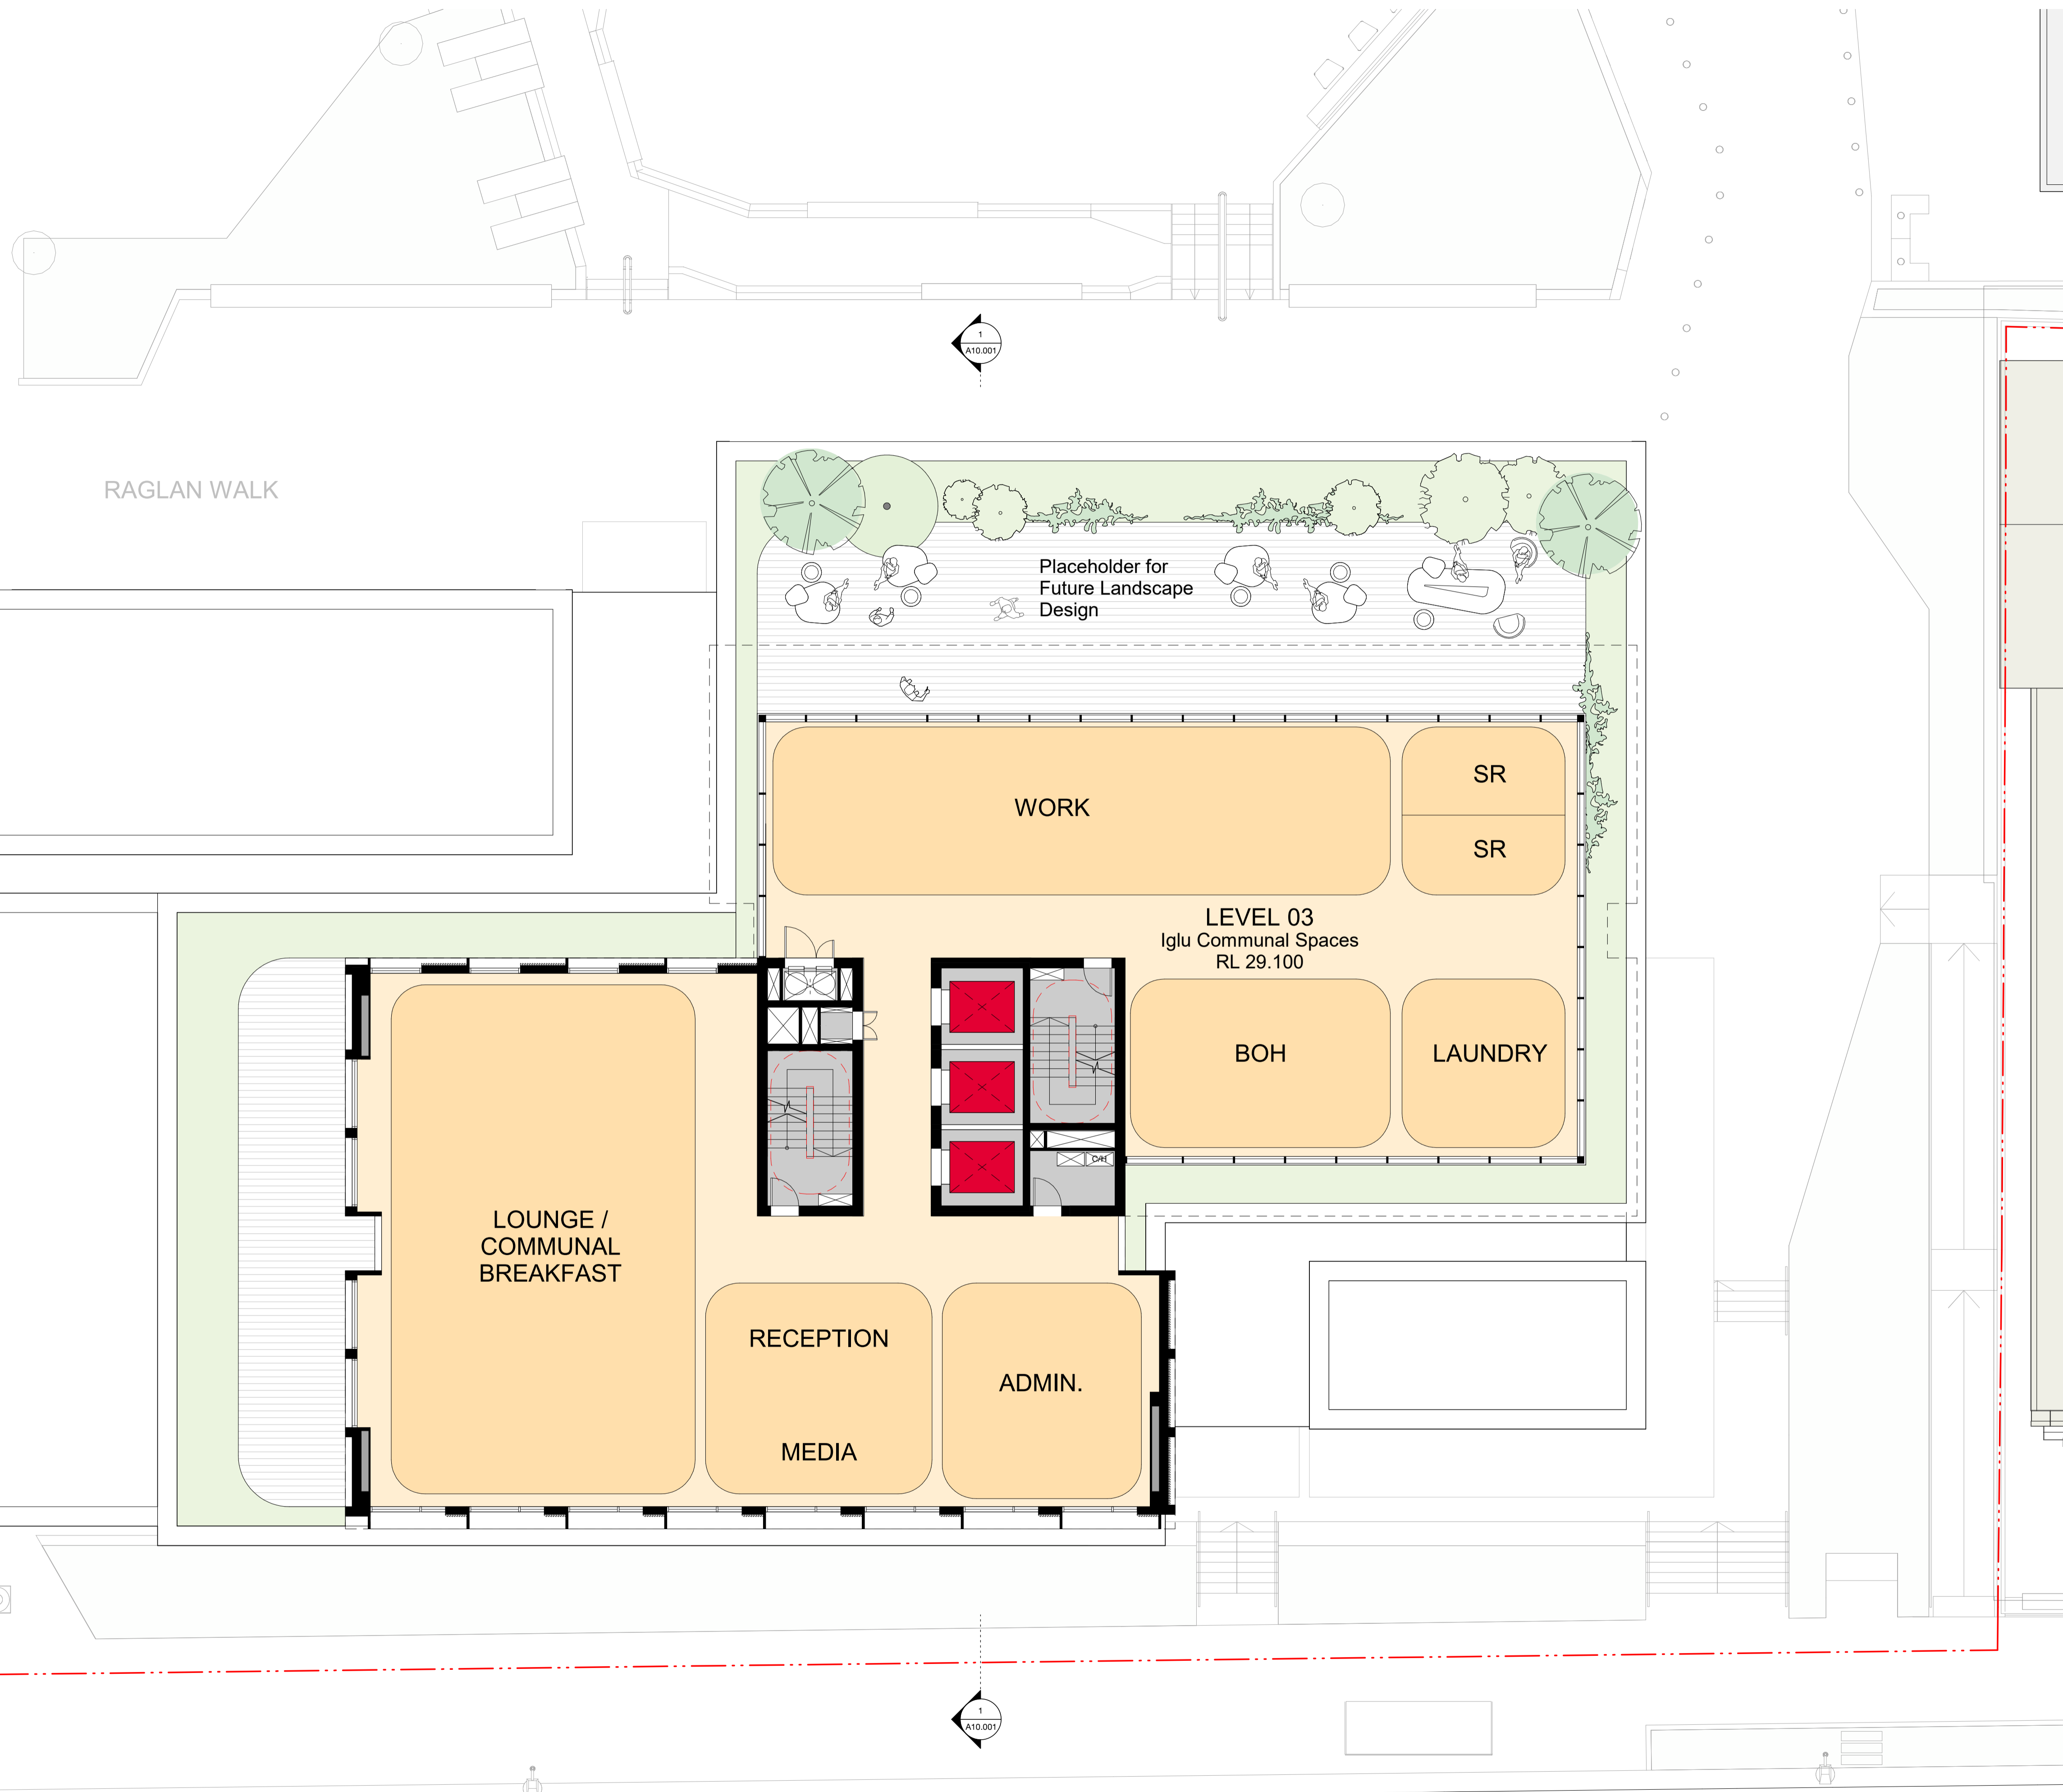 1
A10.001
RAGLAN WALK
Placeholder for
Future Landscape
Design
WORK
SR
SR
LEVEL 03
Iglu Communal Spaces
RL 29.100
BOH
LAUNDRY
C/H
LOUNGE /
COMMUNAL
BREAKFAST
RECEPTION
MEDIA
ADMIN.
1
A10.001